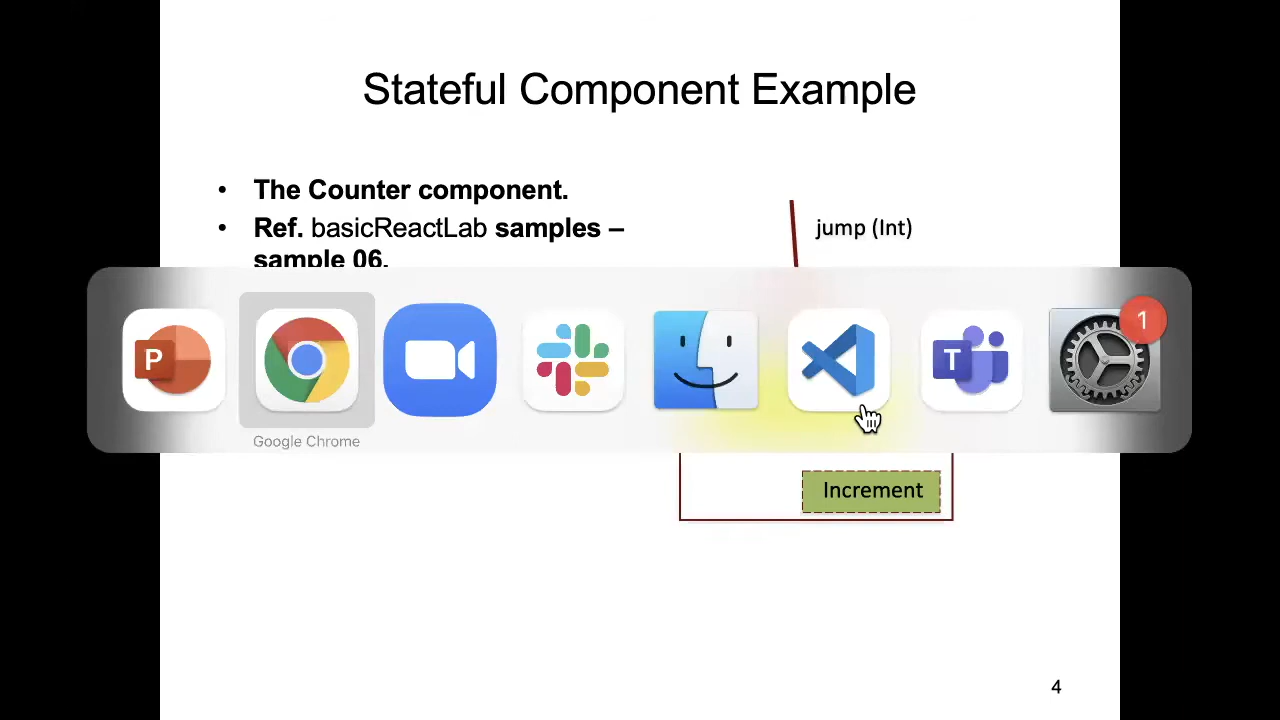 Stateful Component Example
• The Counter component.
• Ref. basicReactLab samples –
sample 06.
jump (Int)
P
T
1
Google Chrome
Increment
4